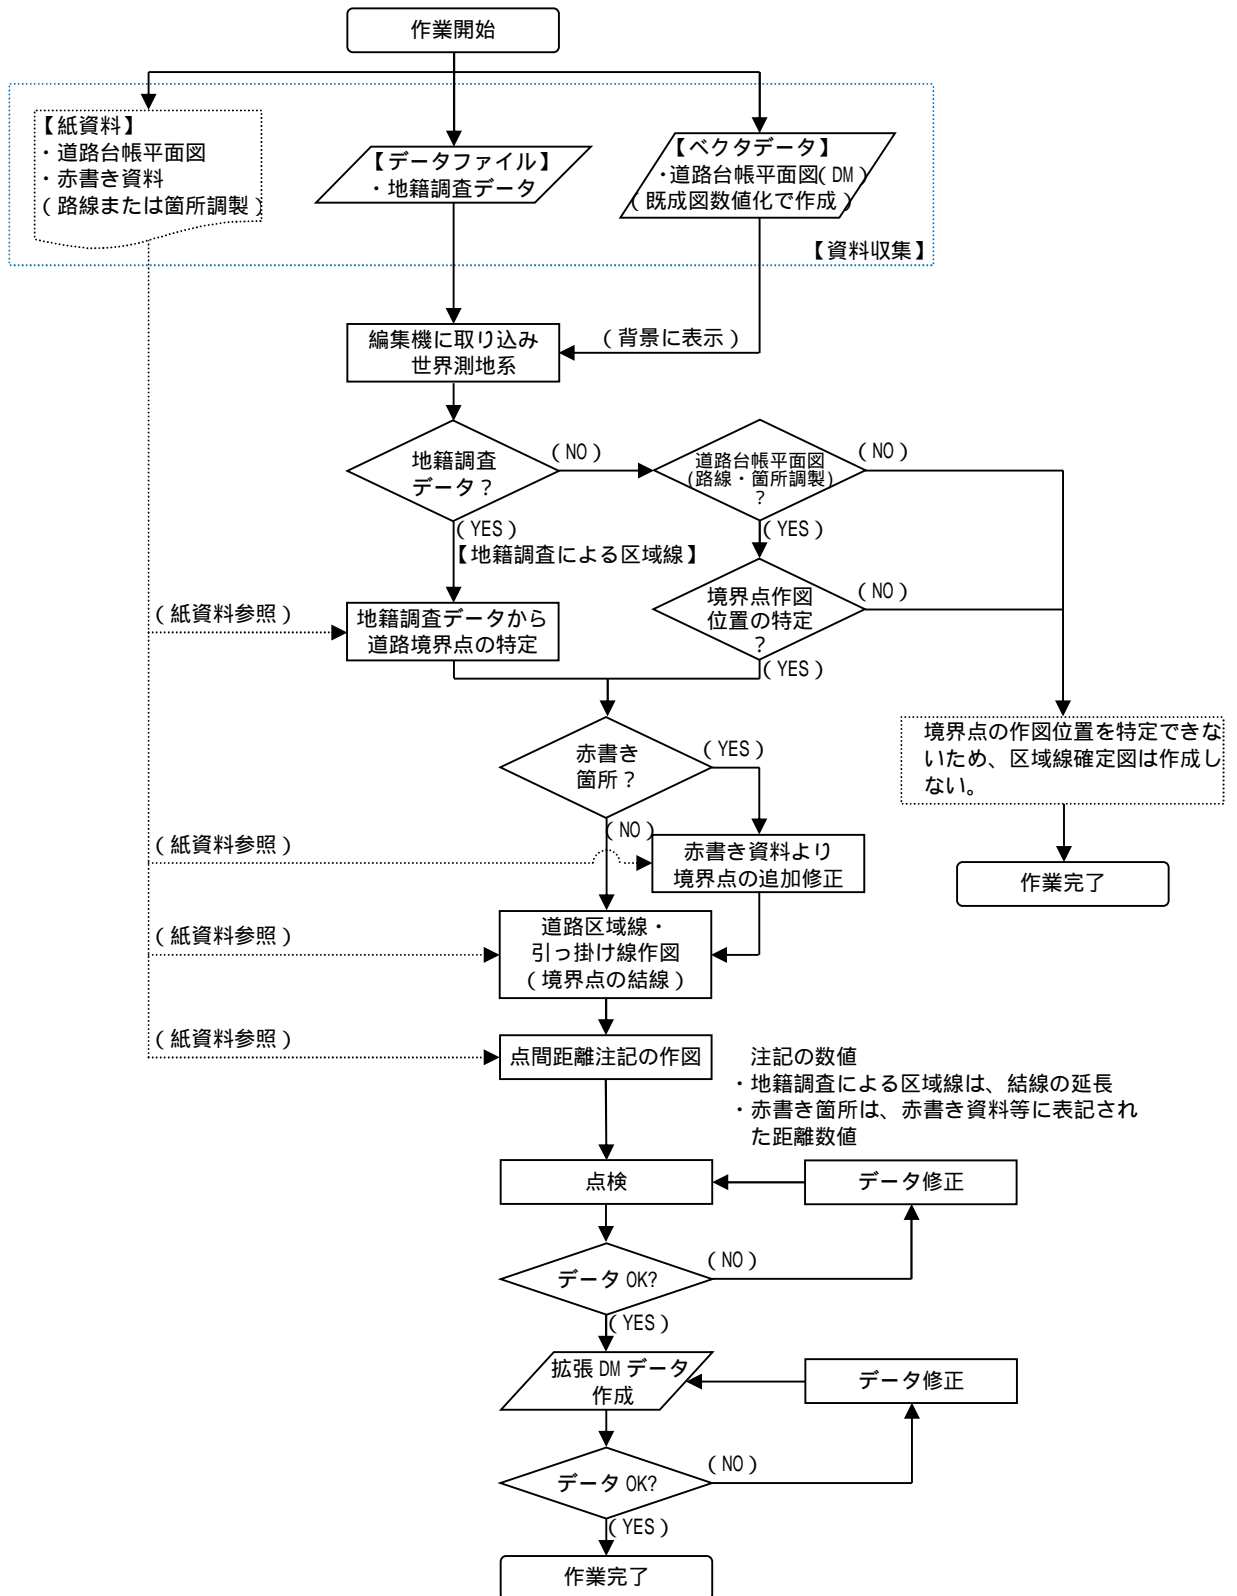 作業開始
【紙資料】
・道路台帳平面図
・赤書き資料
(路線または箇所調製)
【データファイル】
・地籍調査データ
【ベクタデータ】
・道路台帳平面図(DM)
(既成図数値化で作成)
【資料収集】
編集機に取り込み
世界測地系
(背景に表示)
地籍調査
データ?
(NO)
道路台帳平面図
(路線・箇所調製)
?
(NO)
(YES)
【地籍調査による区域線】
(YES)
境界点作図
位置の特定
?
(NO)
(紙資料参照)
地籍調査データから
道路境界点の特定
(YES)
赤書き
箇所?
(YES)
境界点の作図位置を特定できな
いため、区域線確定図は作成し
ない。
(NO)
(紙資料参照)
赤書き資料より
境界点の追加修正
作業完了
(紙資料参照)
道路区域線・
引っ掛け線作図
(境界点の結線)
(紙資料参照)
点間距離注記の作図
注記の数値
・地籍調査による区域線は、結線の延長
・赤書き箇所は、赤書き資料等に表記され
た距離数値
点検
データ修正
データ OK?
(NO)
(YES)
拡張 DM データ
作成
データ修正
データ OK?
(NO)
(YES)
作業完了